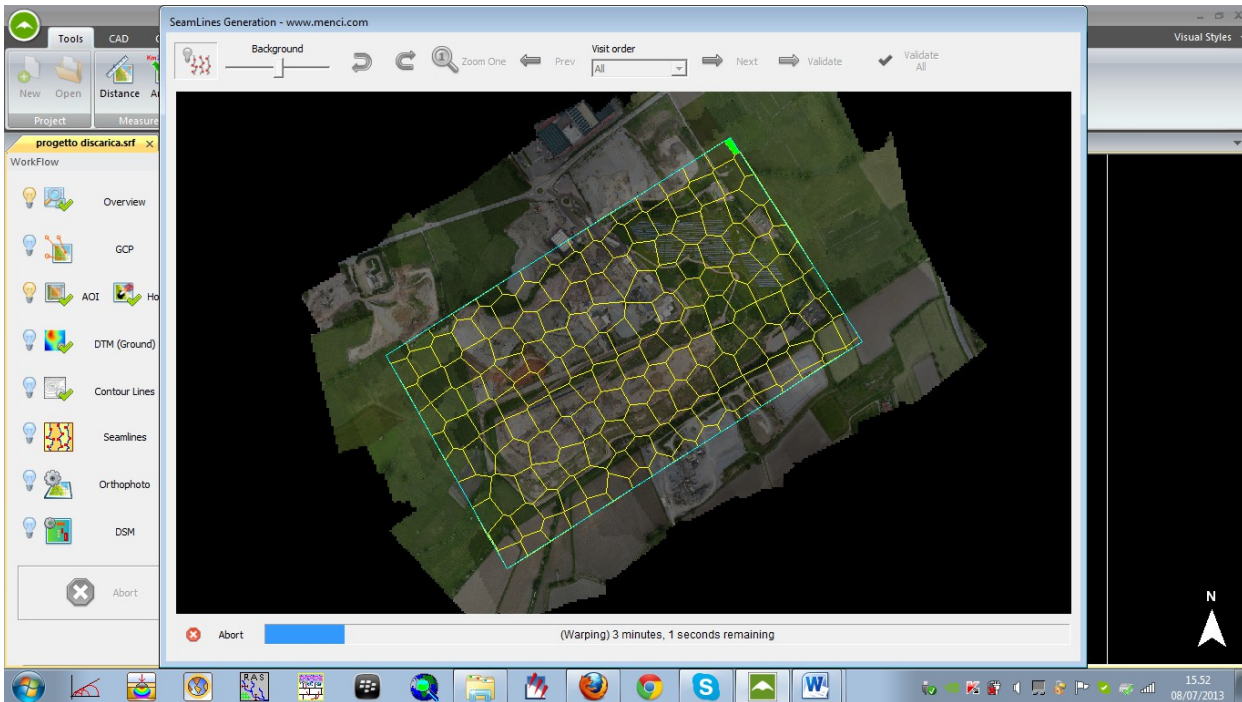 SeamLines Generation - www.menci.com
Tools
CAD
Visual Styles
Background
Zoom One
Prev
Visit order
All
Next
Validate
Validate All
New
Open
Distance
Project
Measure
progetto discarica.srf
WorkFlow
Overview
GCP
AOI
Ho
DTM (Ground)
Contour Lines
Seamlines
Orthophoto
DSM
Abort
N
Abort
(Warping) 3 minutes, 1 seconds remaining
RAS
15.52
08/07/2013